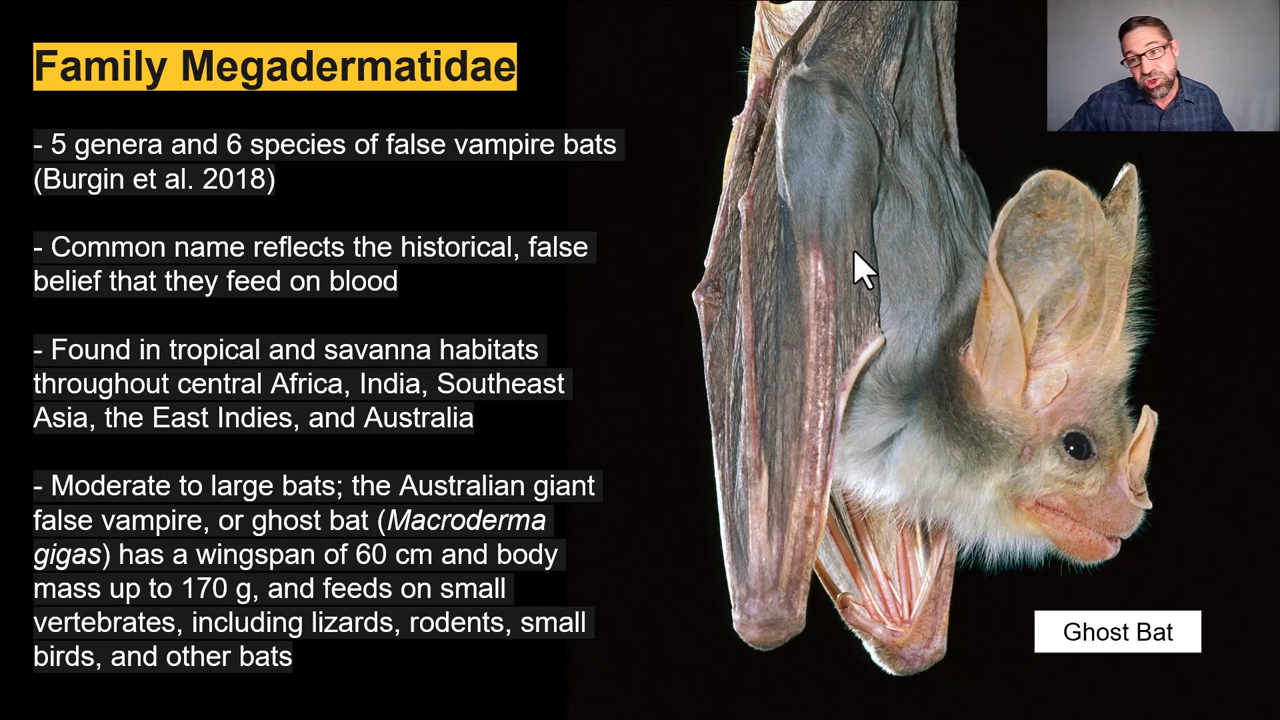 Family Megadermatidae
- 5 genera and 6 species of false vampire bats
(Burgin et al. 2018)
- Common name reflects the historical, false
belief that they feed on blood
- Found in tropical and savanna habitats
throughout central Africa, India, Southeast
Asia, the East Indies, and Australia
- Moderate to large bats; the Australian giant
false vampire, or ghost bat (Macroderma
gigas) has a wingspan of 60 cm and body
mass up to 170 g, and feeds on small
vertebrates, including lizards, rodents, small
birds, and other bats
Ghost Bat